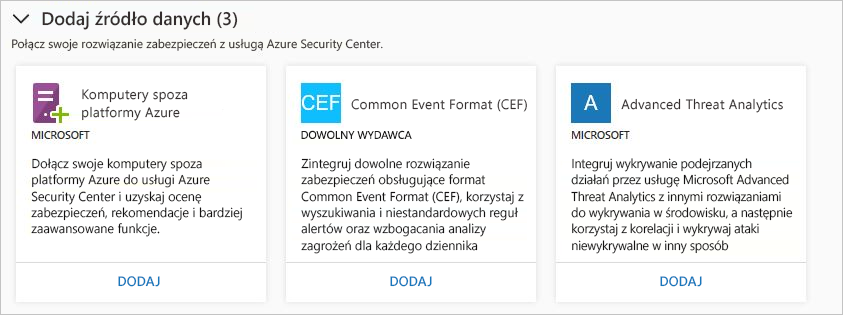 Dodaj źródło danych (3)
Połącz swoje rozwiązanie zabezpieczeń z usługą Azure Security Center.
Komputery spoza
platformy Azure
MICROSOFT
Dołącz swoje komputery spoza
platformy Azure do usługi Azure
Security Center i uzyskaj ocenę
zabezpieczeń, rekomendacje i bardziej
zaawansowane funkcje.
DODAJ
CEF
Common Event Format (CEF)
DOWOLNY WYDAWCA
Zintegruj dowolne rozwiązanie
zabezpieczeń obsługujące format
Common Event Format (CEF), korzystaj z
wyszukiwania i niestandardowych reguł
alertów oraz wzbogacania analizy
zagrożeń dla każdego dziennika
DODAJ
A
Advanced Threat Analytics
MICROSOFT
Integruj wykrywanie podejrzanych
działań przez usługę Microsoft Advanced
Threat Analytics z innymi rozwiązaniami
do wykrywania w środowisku, a następnie
korzystaj z korelacji i wykrywaj ataki
niewykrywalne w inny sposób
DODAJ